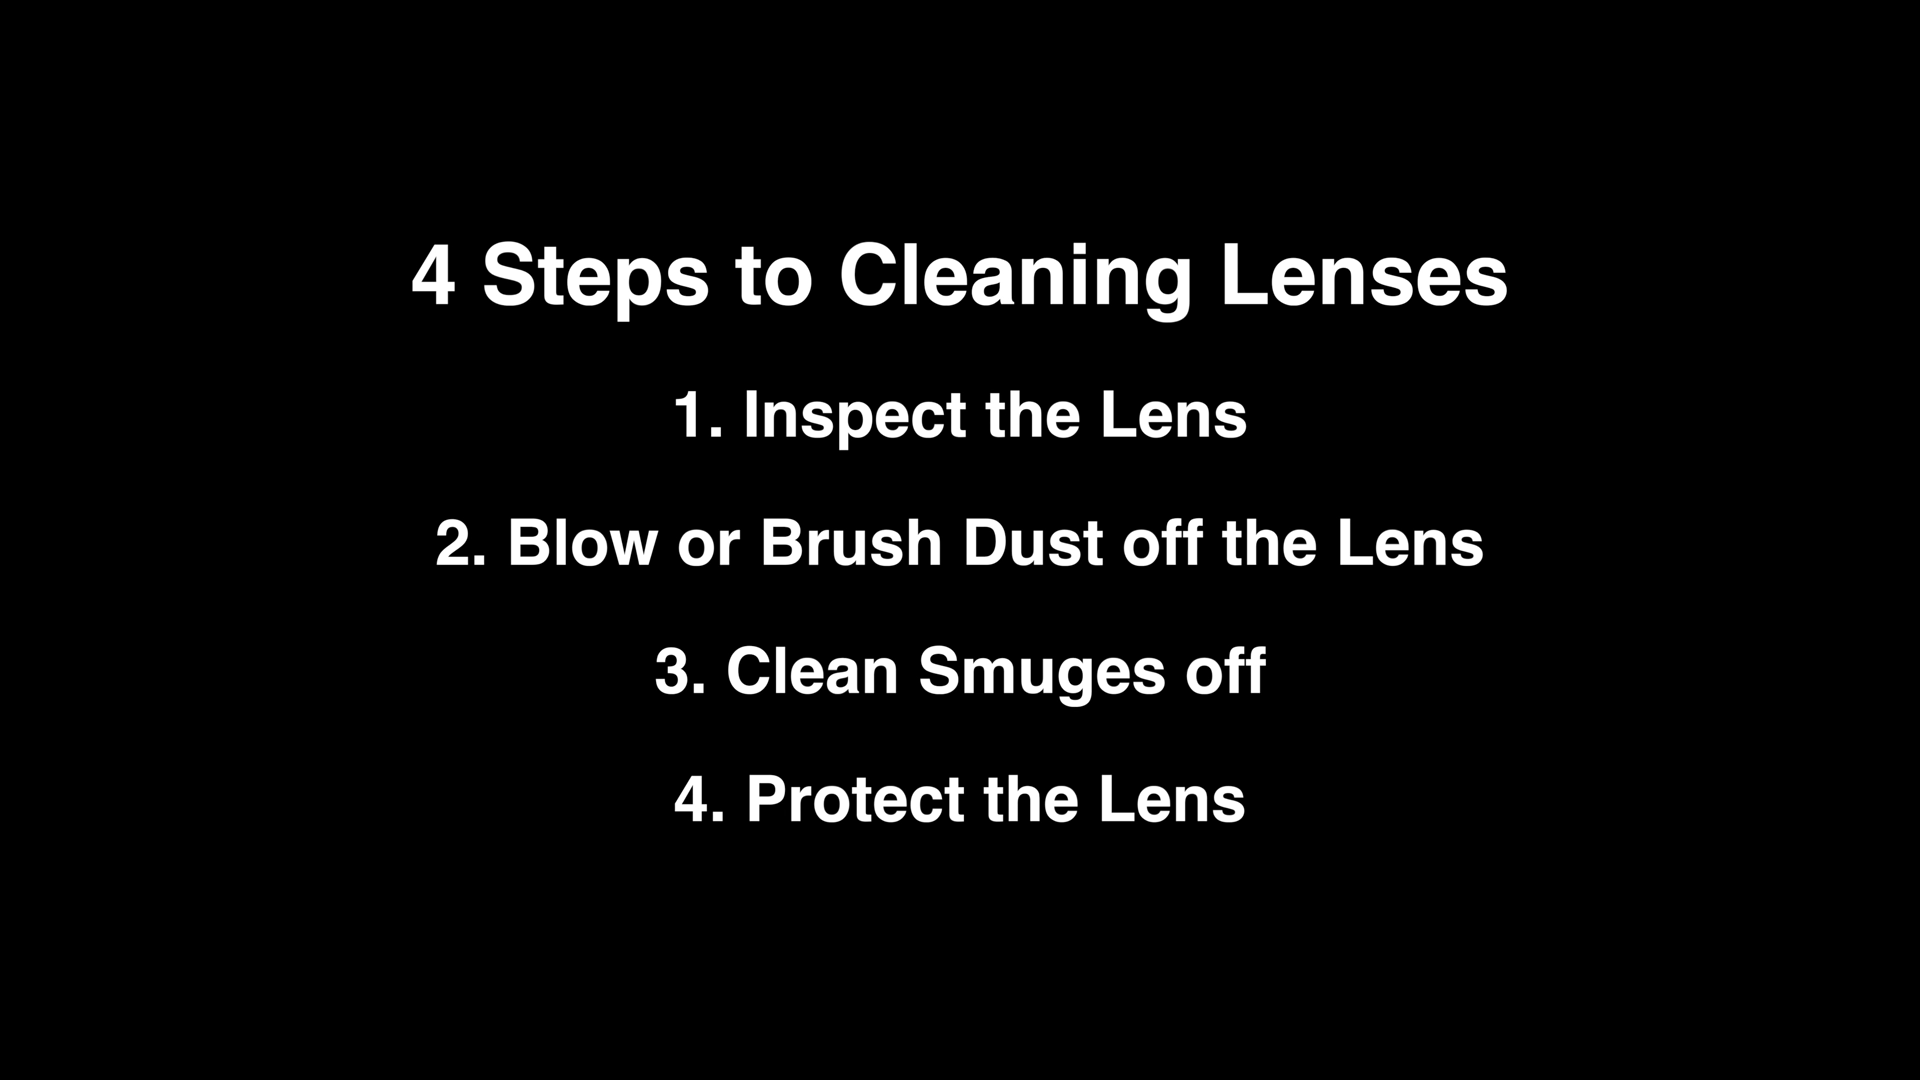 4 Steps to Cleaning Lenses
1. Inspect the Lens
2. Blow or Brush Dust off the Lens
3. Clean Smuges off
4. Protect the Lens